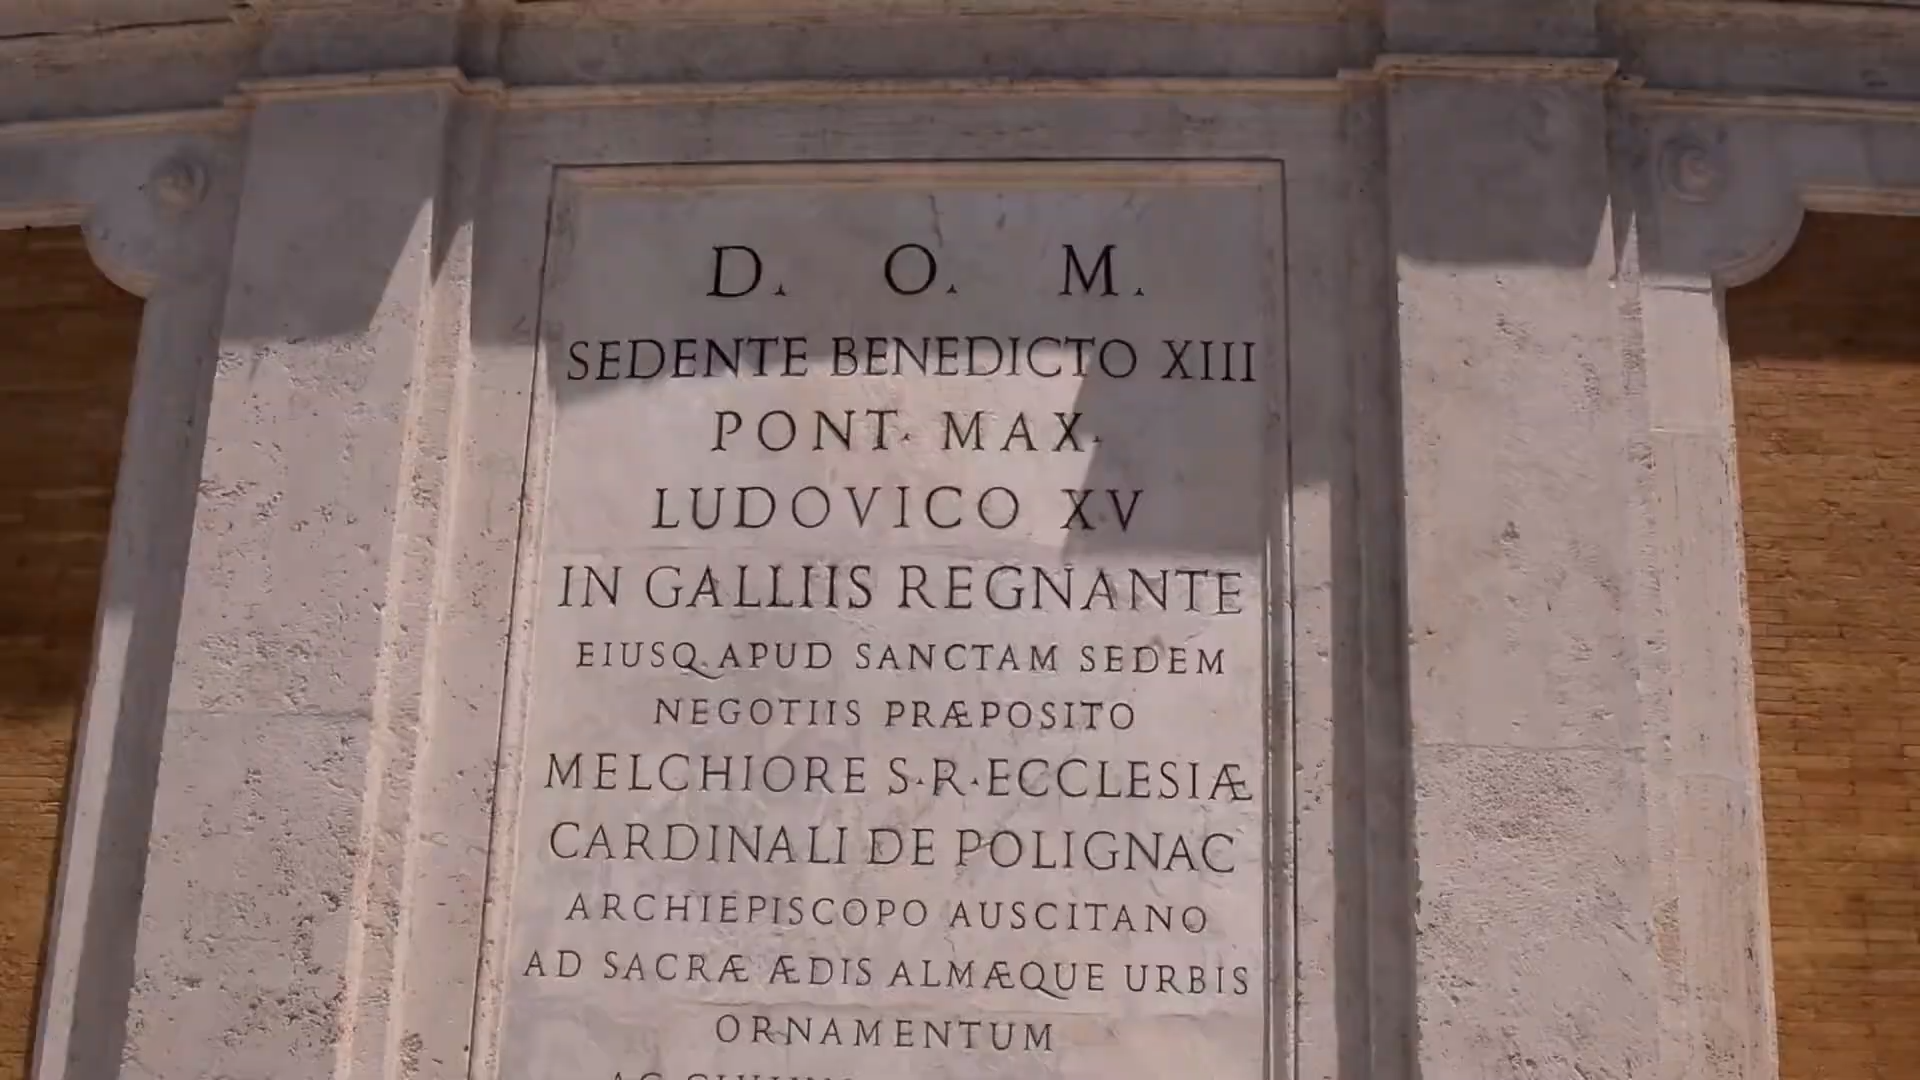 D. O. M.
SEDENTE BENEDICTO XIII
PONT. MAX.
LUDOVICO XV
IN GALLIIS REGNANTE
EIUSQ. APUD SANCTAM SEDEM
NEGOTIIS PRÆPOSITO
MELCHIORE S·R·ECCLESIÆ
CARDINALI DE POLIGNAC
ARCHIEPISCOPO AUSCITANO
AD SACRÆ ÆDIS ALMÆQUE URBIS
ORNAMENTUM